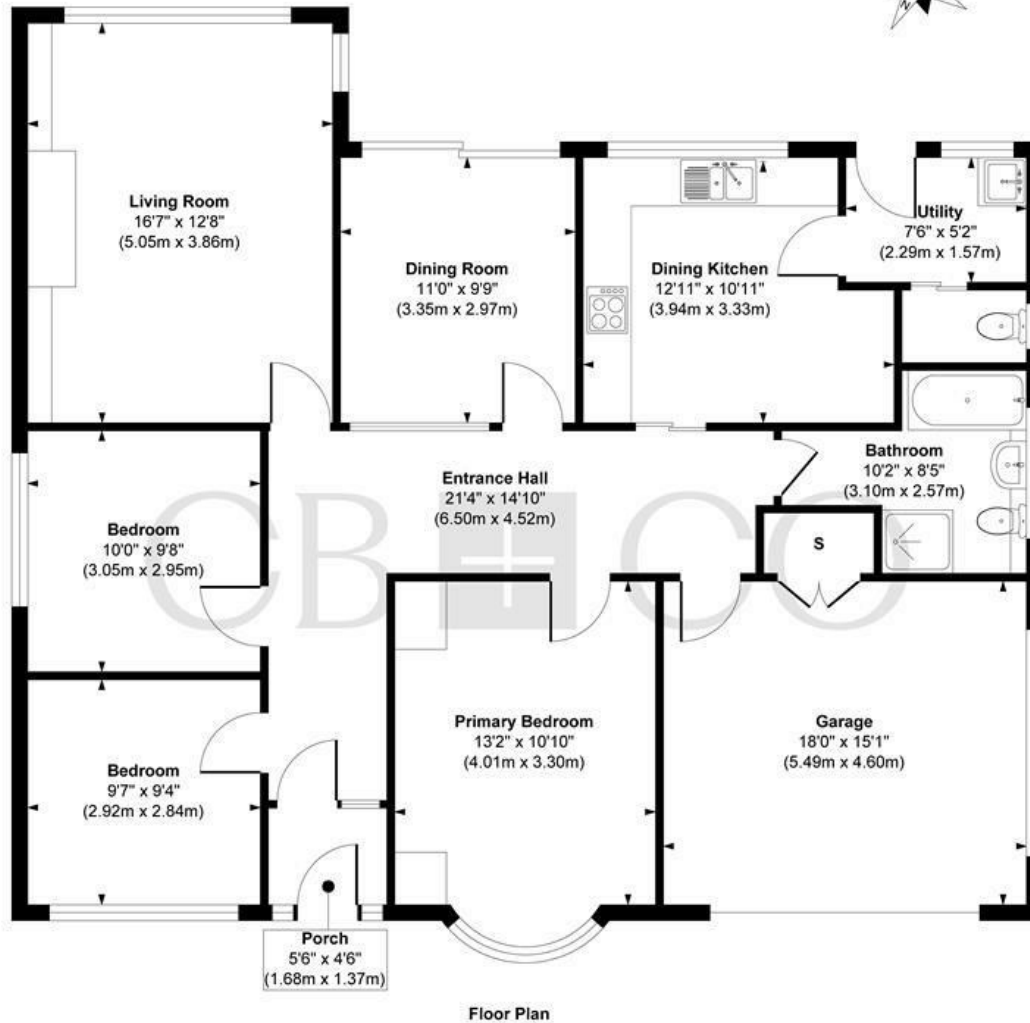 N
Living Room
16'7" x 12'8"
(5.05m x 3.86m)
Dining Room
11'0" x 9'9"
(3.35m x 2.97m)
Dining Kitchen
12'11" x 10'11"
(3.94m x 3.33m)
Utility
7'6" x 5'2"
(2.29m x 1.57m)
Entrance Hall
21'4" x 14'10"
(6.50m x 4.52m)
Bathroom
10'2" x 8'5"
(3.10m x 2.57m)
Bedroom
10'0" x 9'8"
(3.05m x 2.95m)
S
CB + CO
Bedroom
9'7" x 9'4"
(2.92m x 2.84m)
Primary Bedroom
13'2" x 10'10"
(4.01m x 3.30m)
Garage
18'0" x 15'1"
(5.49m x 4.60m)
Porch
5'6" x 4'6"
(1.68m x 1.37m)
Floor Plan